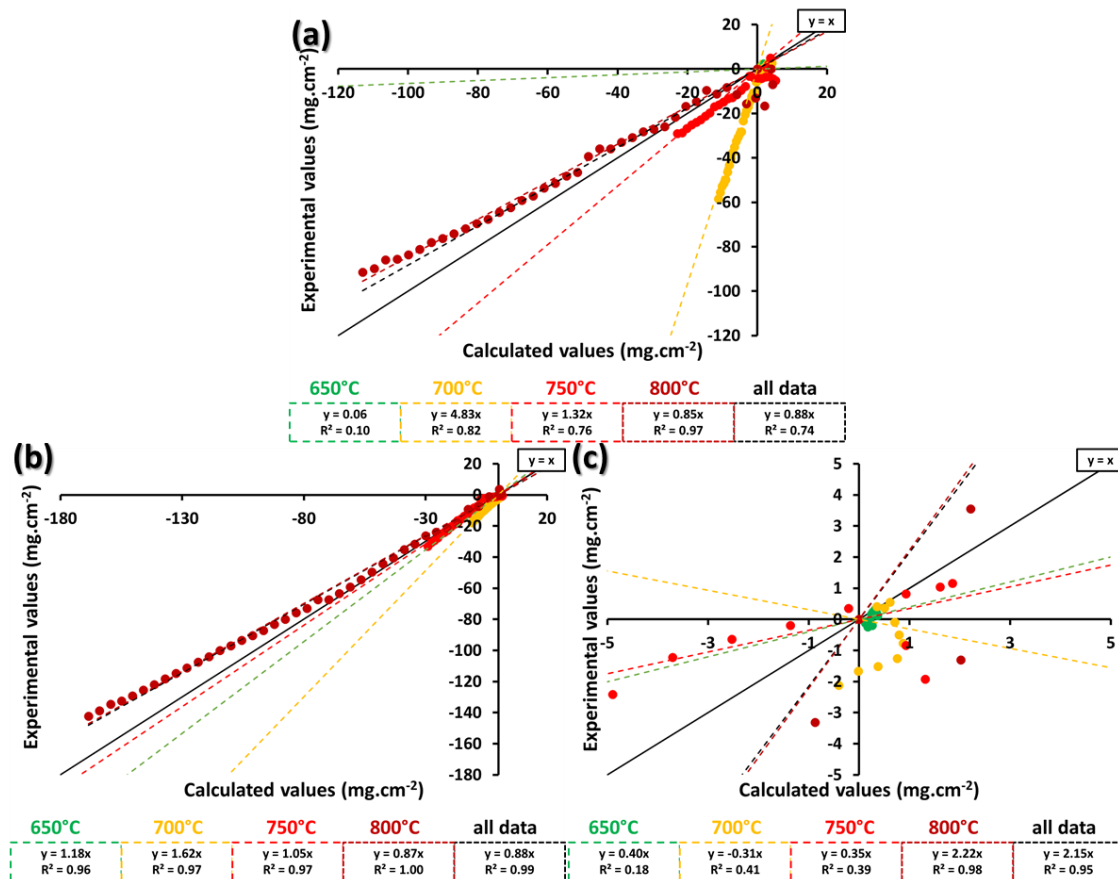 (a)
y = x
20
0
-20
-40
-60
-80
-100
-120
-120 -100 -80 -60 -40 -20 0 20
Experimental values (mg.cm-2)
Calculated values (mg.cm-2)
650°C 700°C 750°C 800°C all data
y = 0.06 y = 4.83x y = 1.32x y = 0.85x y = 0.88x
R² = 0.10 R² = 0.82 R² = 0.76 R² = 0.97 R² = 0.74
(b)
y = x
20
0
-20
-40
-60
-80
-100
-120
-140
-160
-180
-180 -130 -80 -30 20
Experimental values (mg.cm-2)
Calculated values (mg.cm-2)
650°C 700°C 750°C 800°C all data
y = 1.18x y = 1.62x y = 1.05x y = 0.87x y = 0.88x
R² = 0.96 R² = 0.97 R² = 0.97 R² = 1.00 R² = 0.99
(c)
y = x
5
4
3
2
1
0
-1
-2
-3
-4
-5
-5 -3 -1 1 3 5
Experimental values (mg.cm-2)
Calculated values (mg.cm-2)
650°C 700°C 750°C 800°C all data
y = 0.40x y = -0.31x y = 0.35x y = 2.22x y = 2.15x
R² = 0.18 R² = 0.41 R² = 0.39 R² = 0.98 R² = 0.95